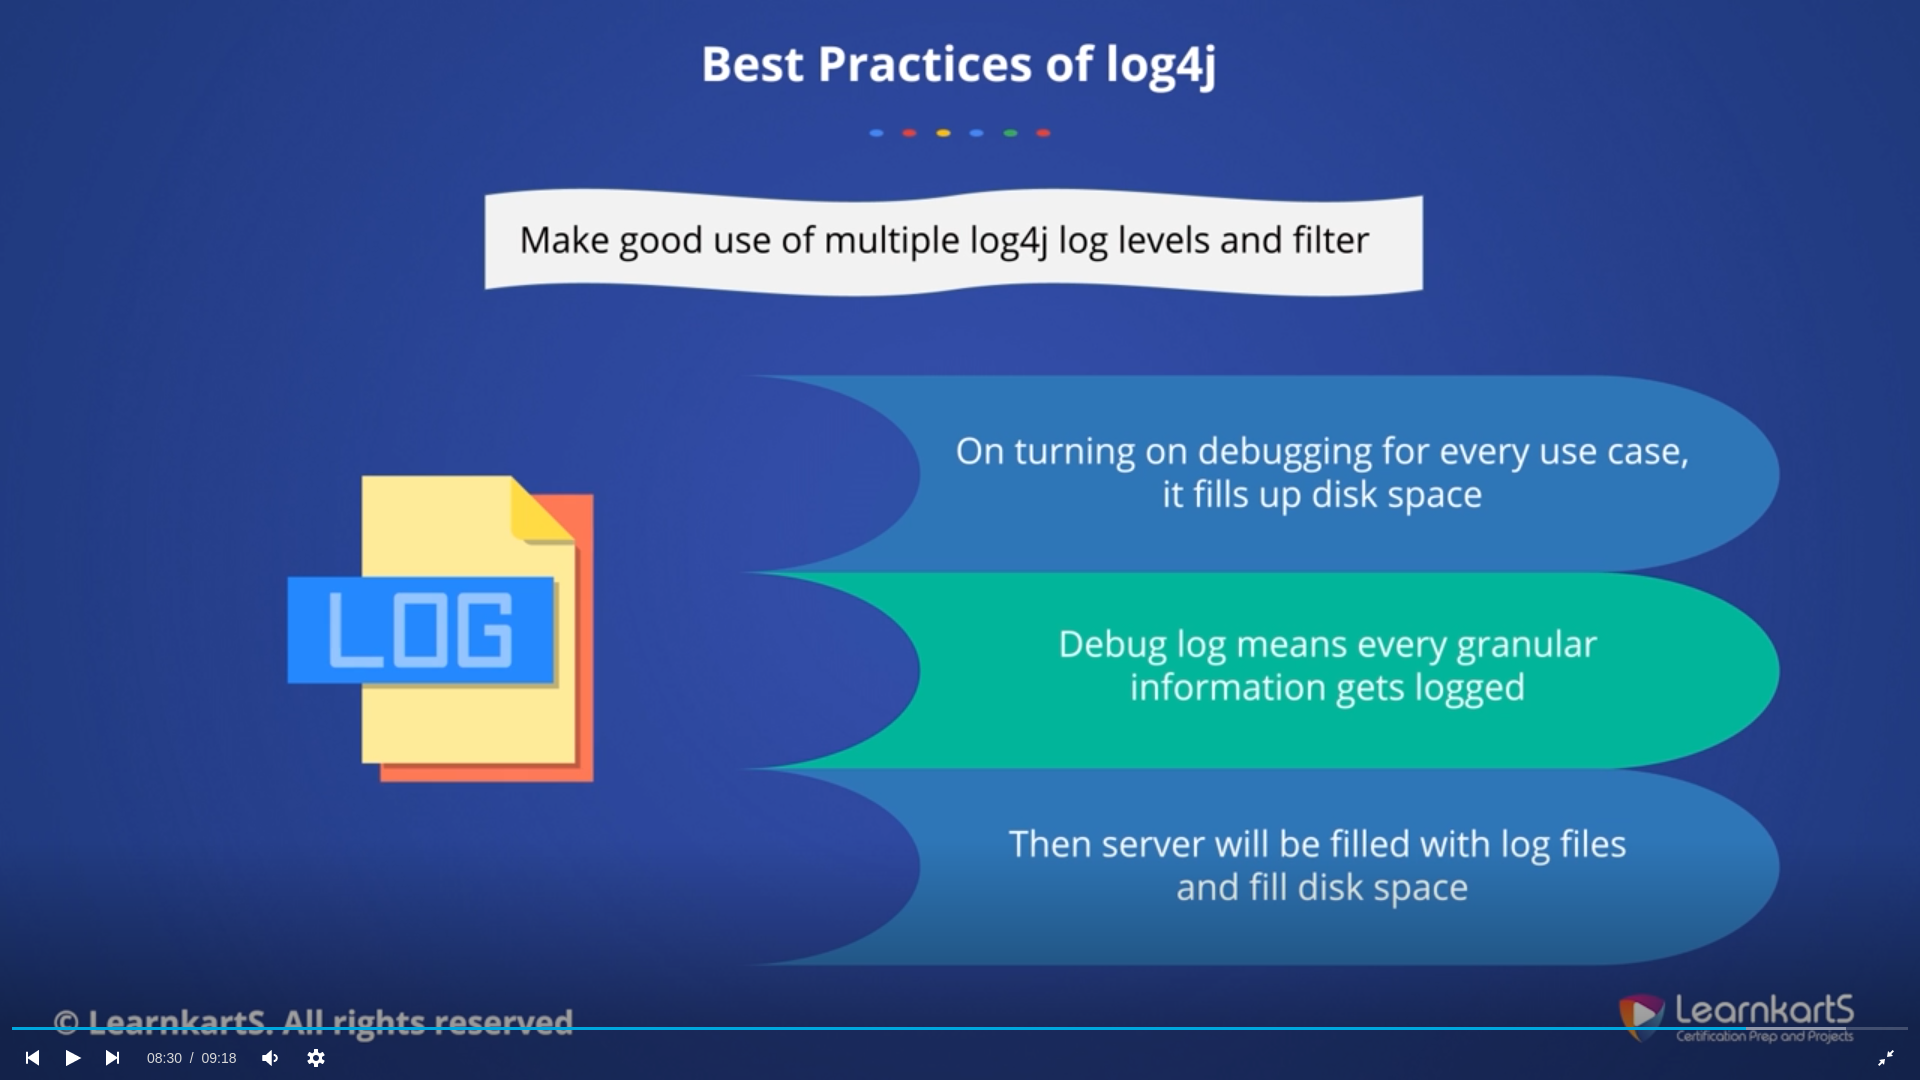 Best Practices of log4j
Make good use of multiple log4j log levels and filter
On turning on debugging for every use case,
it fills up disk space
LOG
Debug log means every granular
information gets logged
Then server will be filled with log files
and fill disk space
© LearnkartS. All rights reserved
LearnkartS
Certification Prep and Projects
08:30 / 09:18